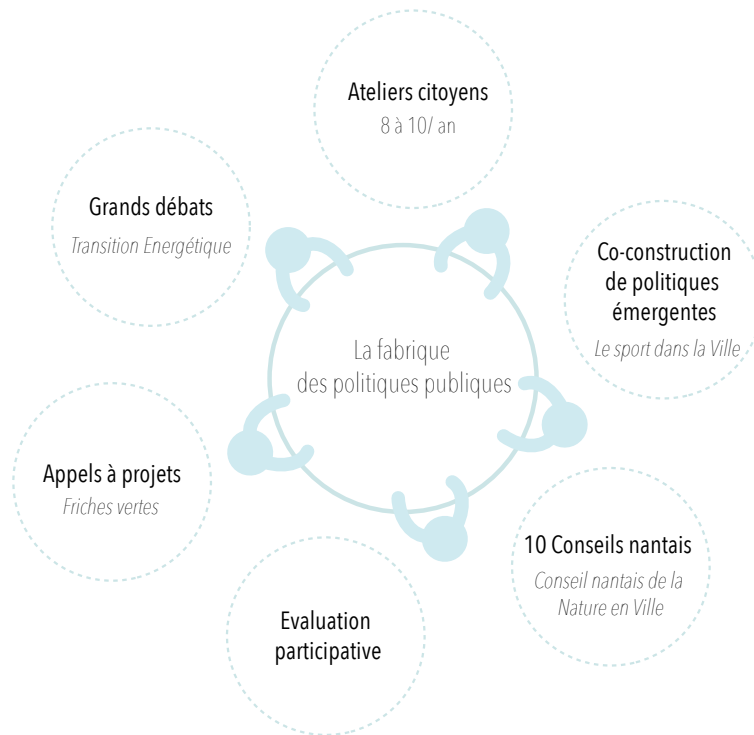 Ateliers citoyens
8 à 10/ an
Grands débats
Transition Energétique
Co-construction
de politiques
émergentes
Le sport dans la Ville
La fabrique
des politiques publiques
Appels à projets
Friches vertes
10 Conseils nantais
Conseil nantais de la
Nature en Ville
Evaluation
participative